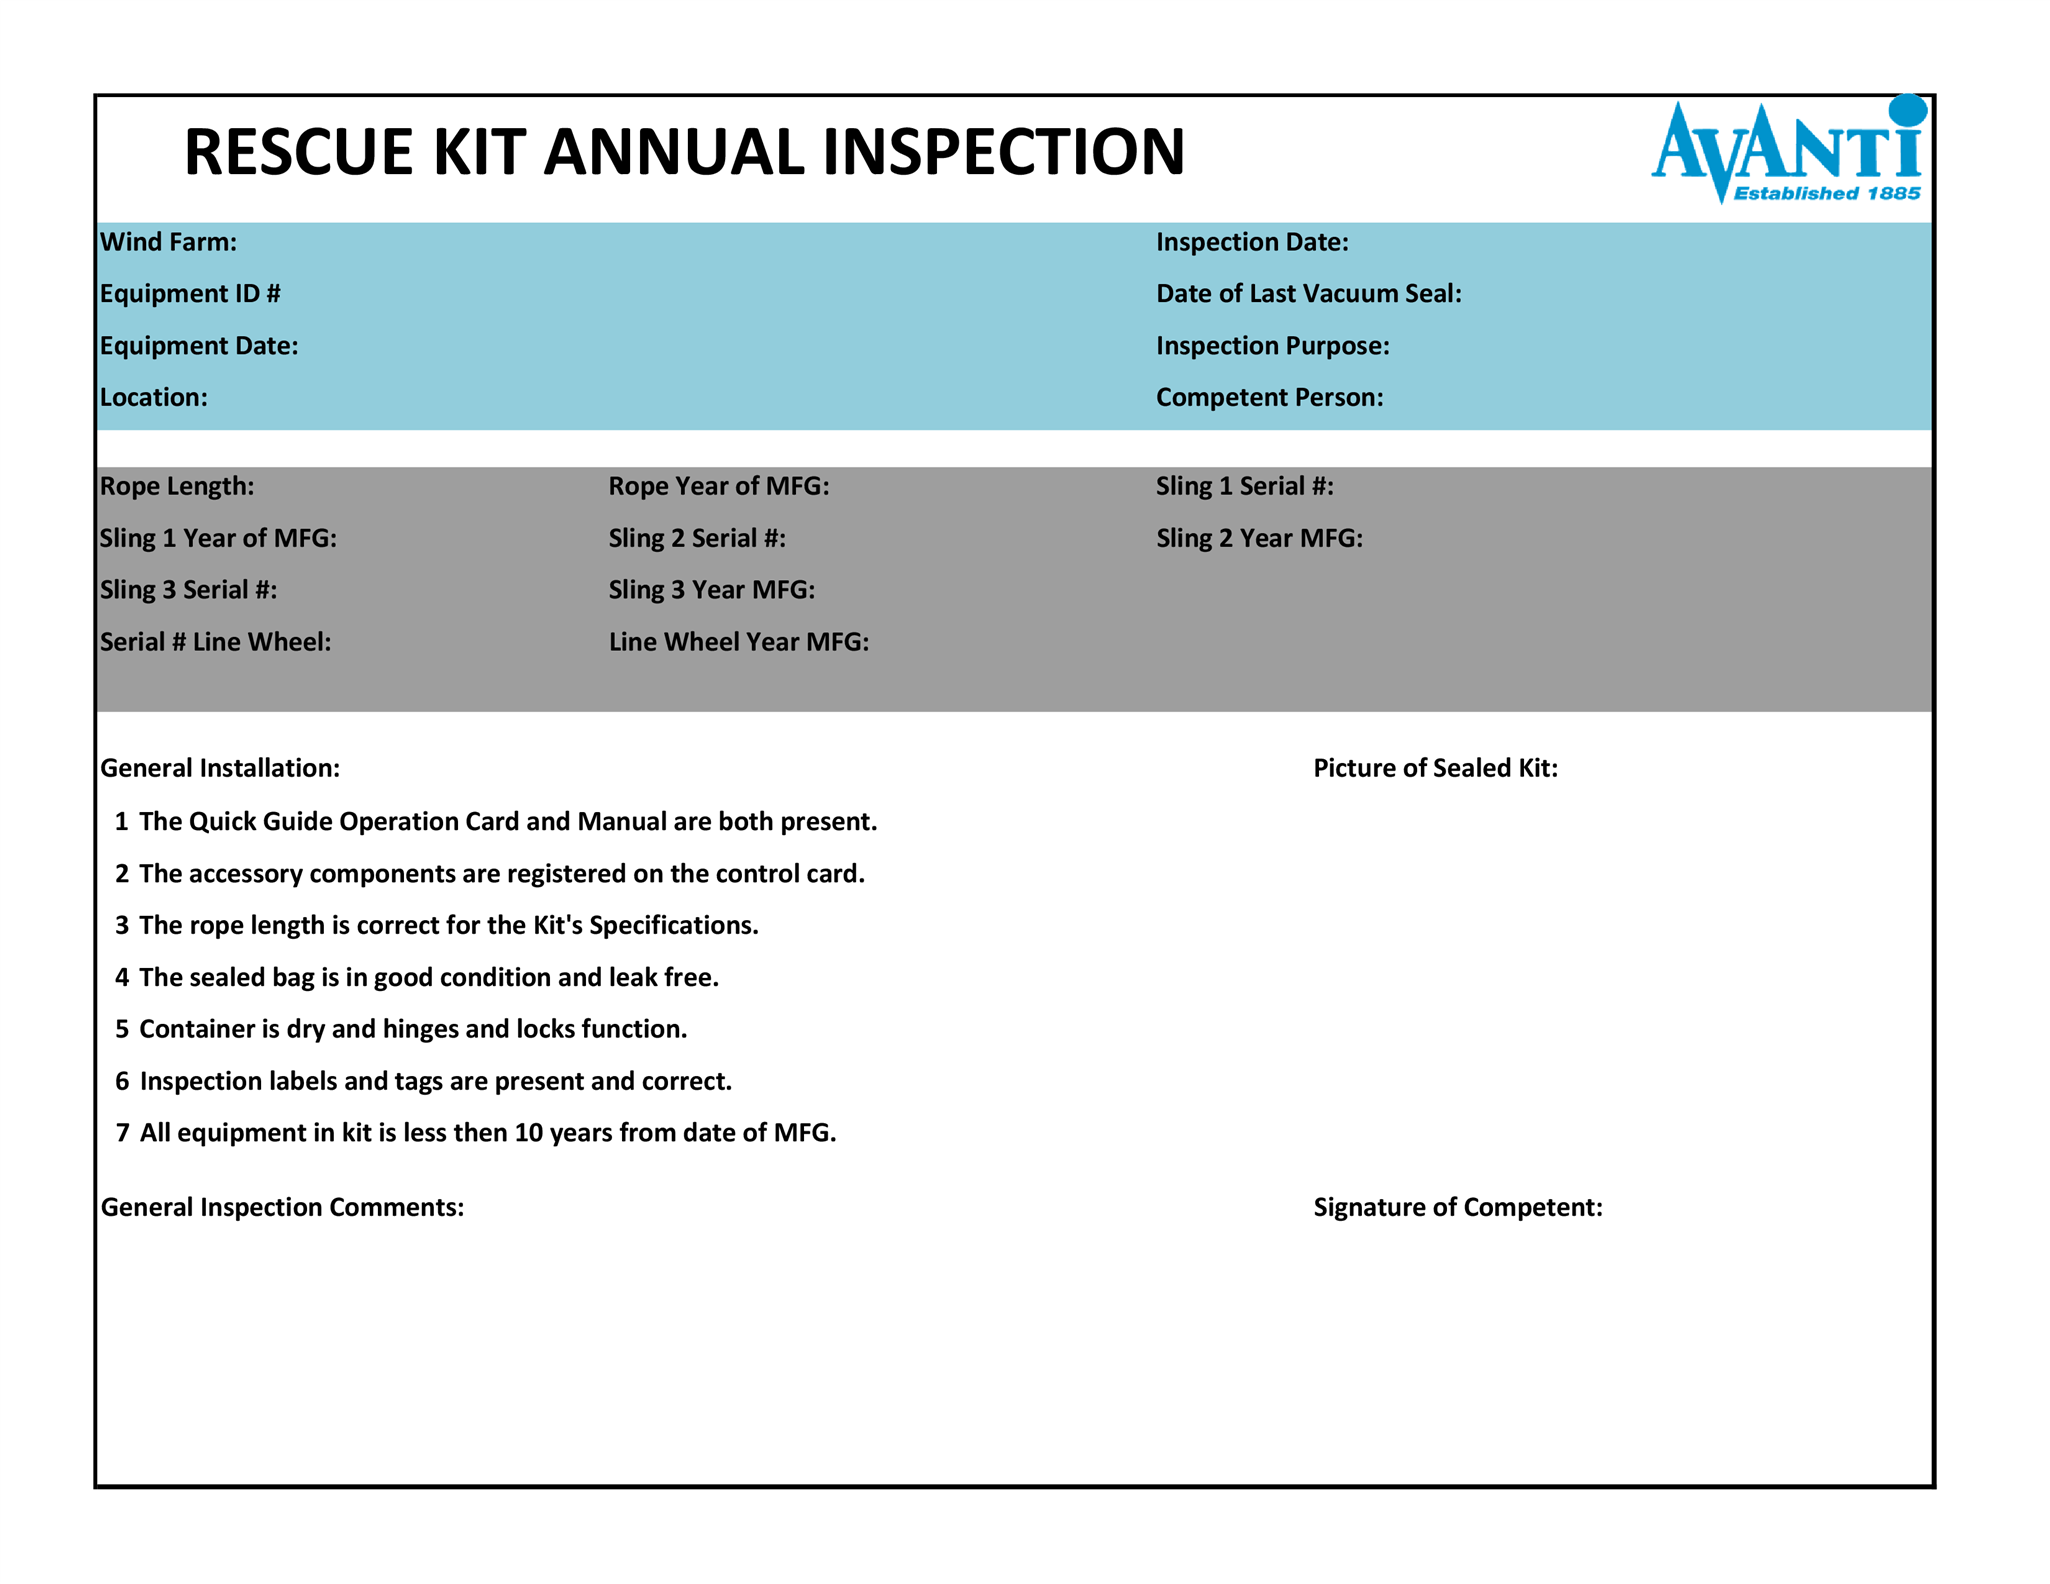 RESCUE KIT ANNUAL INSPECTION
AVANTi
Established 1885
Wind Farm: Inspection Date:
Equipment ID # Date of Last Vacuum Seal:
Equipment Date: Inspection Purpose:
Location: Competent Person:
Rope Length: Rope Year of MFG: Sling 1 Serial #:
Sling 1 Year of MFG: Sling 2 Serial #: Sling 2 Year MFG:
Sling 3 Serial #: Sling 3 Year MFG:
Serial # Line Wheel: Line Wheel Year MFG:
General Installation: Picture of Sealed Kit:
1 The Quick Guide Operation Card and Manual are both present.
2 The accessory components are registered on the control card.
3 The rope length is correct for the Kit's Specifications.
4 The sealed bag is in good condition and leak free.
5 Container is dry and hinges and locks function.
6 Inspection labels and tags are present and correct.
7 All equipment in kit is less then 10 years from date of MFG.
General Inspection Comments: Signature of Competent: